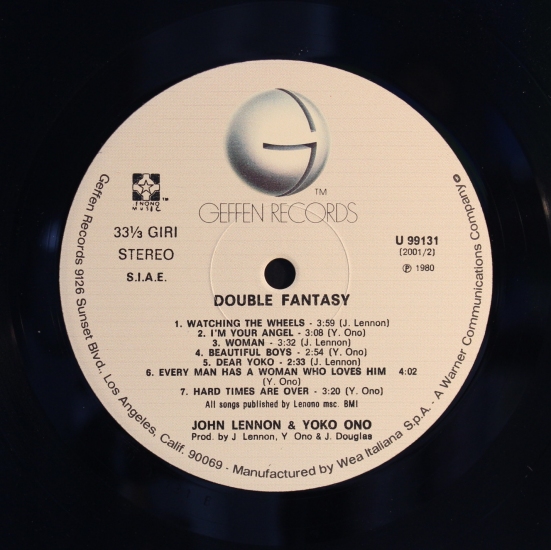 G
TM
GEFFEN RECORDS
LENONO
MUSIC
TM
33⅓ GIRI
STEREO
S.I.A.E.
U 99131
(2001/2)
℗ 1980
DOUBLE FANTASY
1. WATCHING THE WHEELS - 3:59 (J. Lennon)
2. I'M YOUR ANGEL - 3:08 (Y. Ono)
3. WOMAN - 3:32 (J. Lennon)
4. BEAUTIFUL BOYS - 2:54 (Y. Ono)
5. DEAR YOKO - 2:33 (J. Lennon)
6. EVERY MAN HAS A WOMAN WHO LOVES HIM 4:02
(Y. Ono)
7. HARD TIMES ARE OVER - 3:20 (Y. Ono)
All songs published by Lenono msc. BMI
JOHN LENNON & YOKO ONO
Prod. by J Lennon, Y Ono & J. Douglas
Geffen Records 9126 Sunset Blvd., Los Angeles, Calif. 90069 - Manufactured by Wea Italiana S.p.A. - A Warner Communications Company